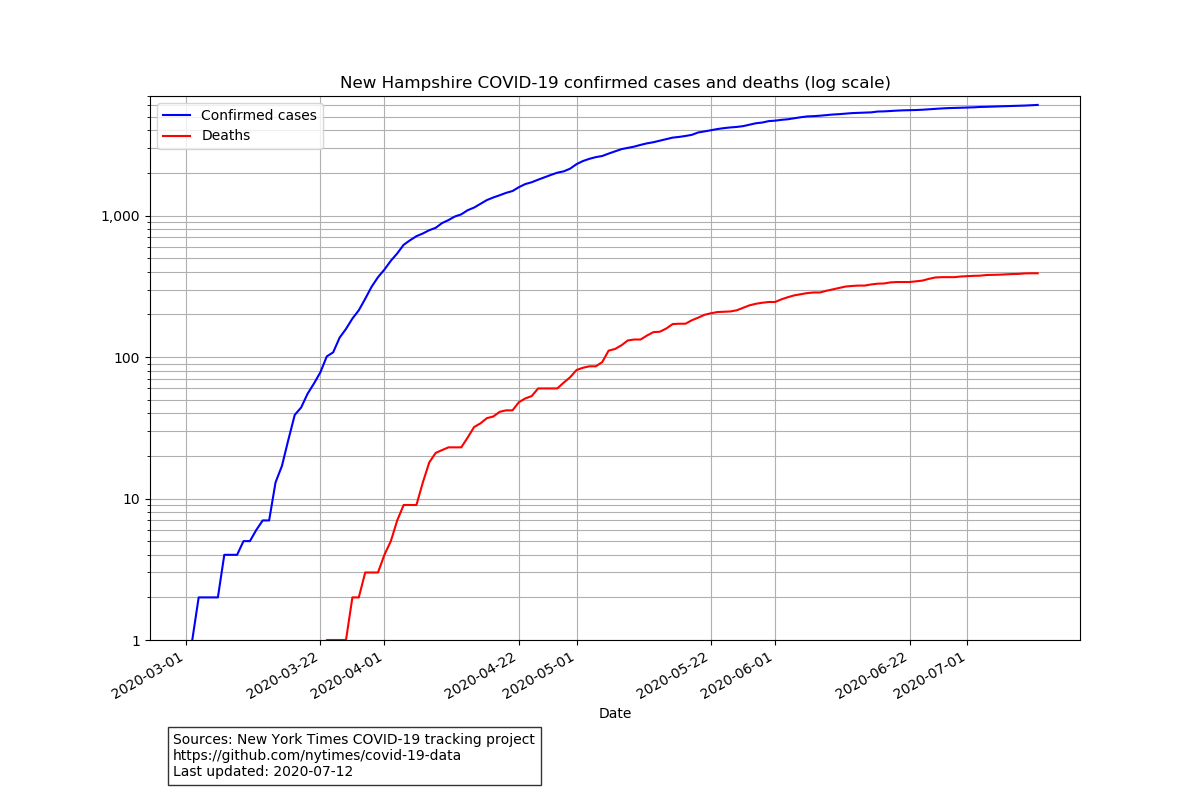 New Hampshire COVID-19 confirmed cases and deaths (log scale)
Confirmed cases
Deaths
1,000
100
10
1
2020-03-01
2020-03-22
2020-04-01
2020-04-22
2020-05-01
2020-05-22
2020-06-01
2020-06-22
2020-07-01
Date
Sources: New York Times COVID-19 tracking project
https://github.com/nytimes/covid-19-data
Last updated: 2020-07-12